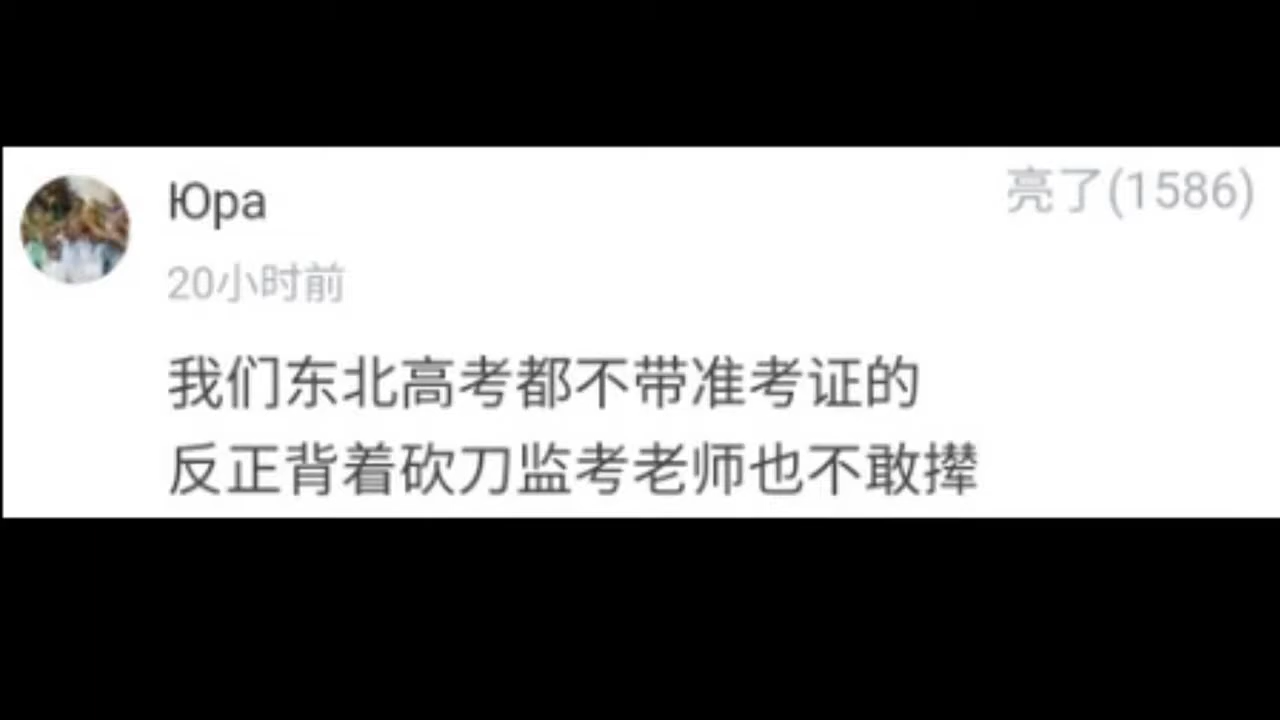 Юра
亮了(1586)
20小时前
我们东北高考都不带准考证的
反正背着砍刀监考老师也不敢撵